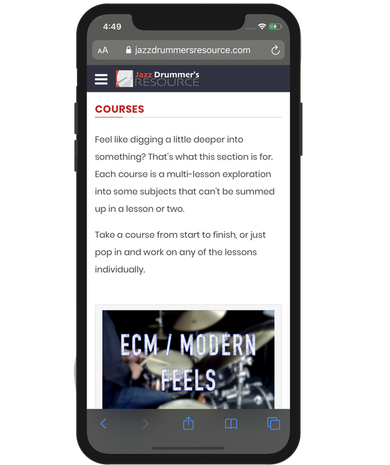 4:49
AA jazzdrummersresource.com
Jazz Drummer's
RESOURCE
COURSES
Feel like digging a little deeper into
something? That's what this section is for.
Each course is a multi-lesson exploration
into some subjects that can't be summed
up in a lesson or two.
Take a course from start to finish, or just
pop in and work on any of the lessons
individually.
ECM / MODERN
FEELS